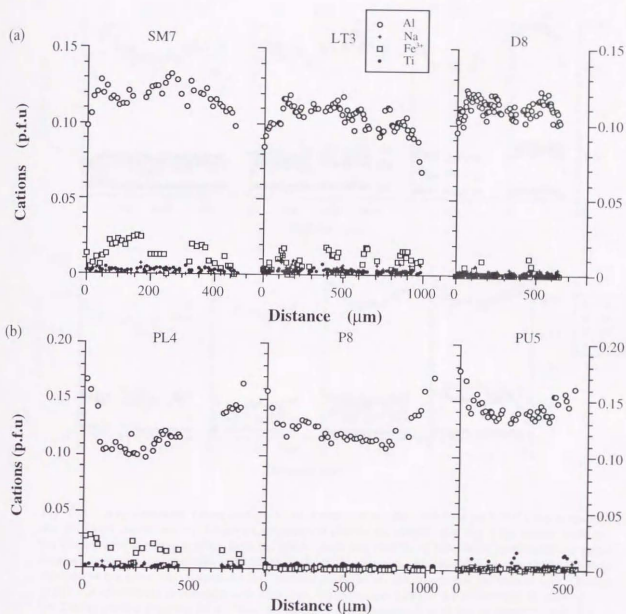 (a)
SM7
LT3
D8
Al
Na
Fe³⁺
Ti
0.15
0.10
0.05
0
Cations (p.f.u)
0.15
0.10
0.05
0
0 200 400
0 500 1000
0 500
Distance (μm)
(b)
PL4
P8
PU5
0.20
0.15
0.10
0.05
0
Cations (p.f.u)
0.20
0.15
0.10
0.05
0
0 500
0 500 1000
0 500
Distance (μm)